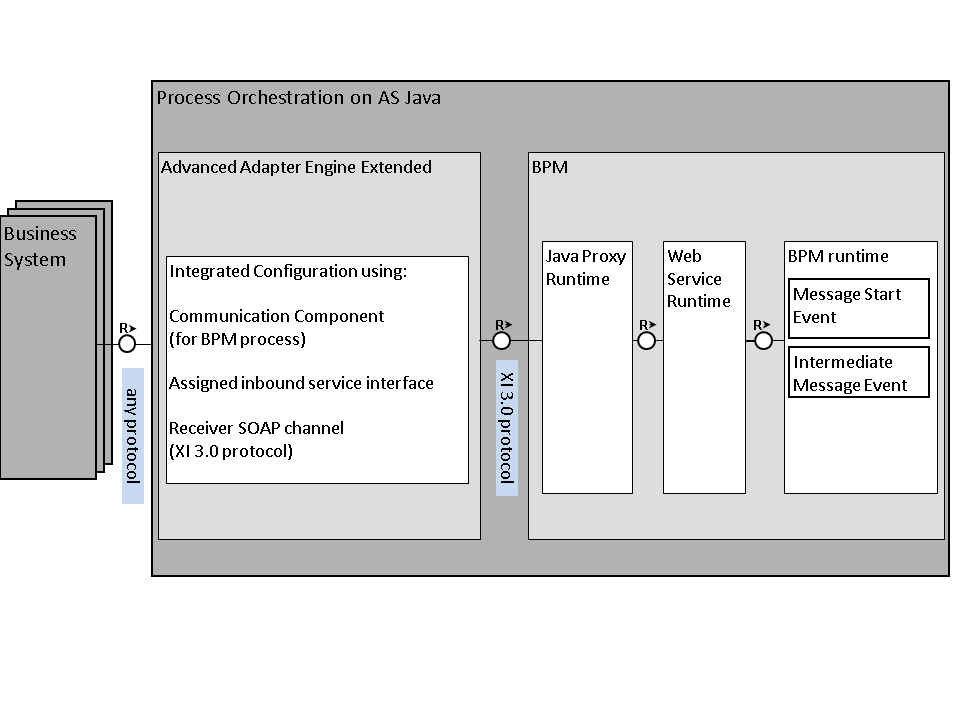 Process Orchestration on AS Java
Advanced Adapter Engine Extended
BPM
Business
System
Integrated Configuration using:
Communication Component
(for BPM process)
Assigned inbound service interface
Receiver SOAP channel
(XI 3.0 protocol)
Java Proxy
Runtime
Web
Service
Runtime
BPM runtime
Message Start
Event
Intermediate
Message Event
R
R
R
R
any protocol
XI 3.0 protocol